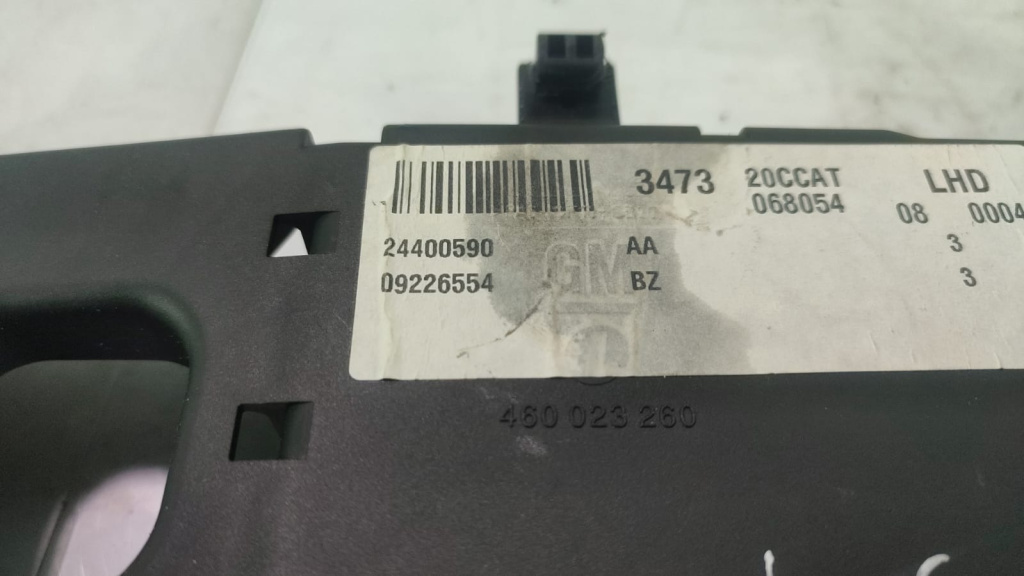 3473 20CCAT LHD
068054 08 0004
24400590 AA 3
09226554 BZ 3
GM
460 023 260